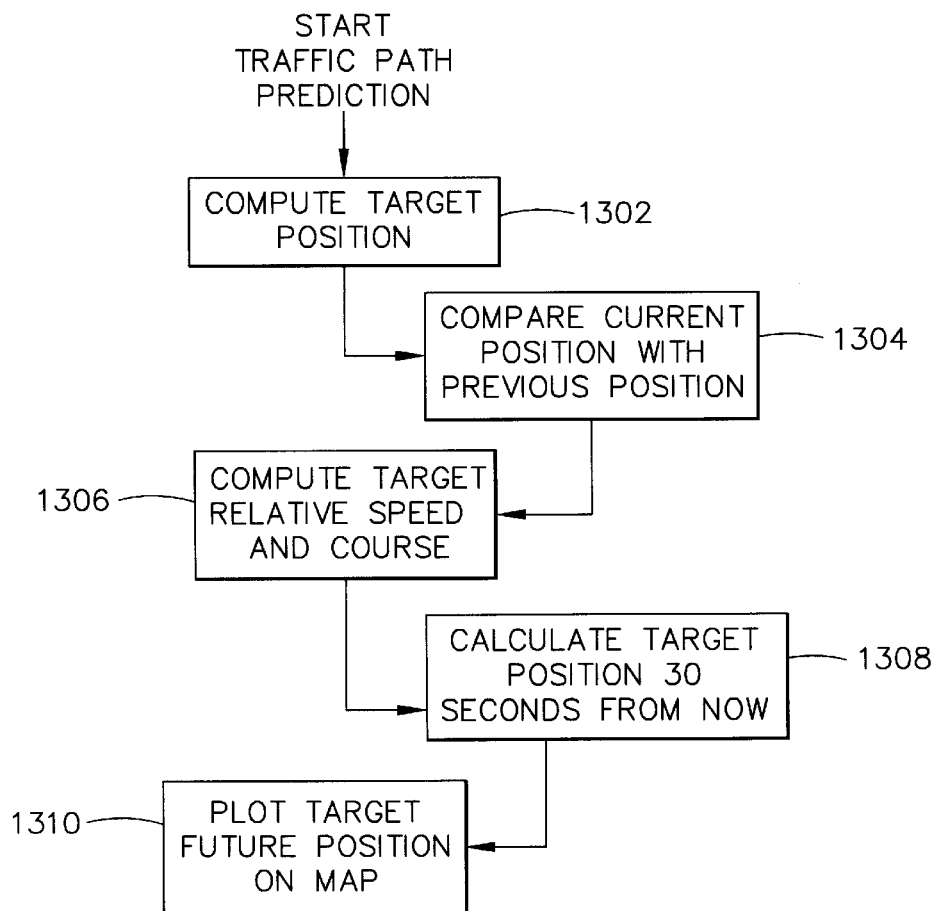 START
TRAFFIC PATH
PREDICTION
COMPUTE TARGET
POSITION
1302
COMPARE CURRENT
POSITION WITH
PREVIOUS POSITION
1304
COMPUTE TARGET
RELATIVE SPEED
AND COURSE
1306
CALCULATE TARGET
POSITION 30
SECONDS FROM NOW
1308
PLOT TARGET
FUTURE POSITION
ON MAP
1310